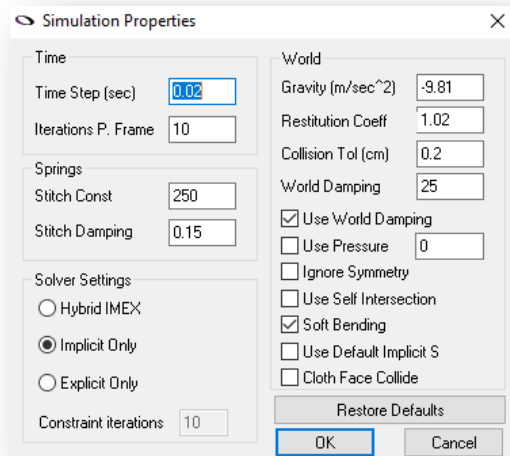 Simulation Properties
Time
Time Step (sec) 0.02
Iterations P. Frame 10
Springs
Stitch Const 250
Stitch Damping 0.15
Solver Settings
Hybrid IMEX
Implicit Only
Explicit Only
Constraint iterations 10
World
Gravity (m/sec^2) -9.81
Restitution Coeff 1.02
Collision Tol (cm) 0.2
World Damping 25
Use World Damping
Use Pressure 0
Ignore Symmetry
Use Self Intersection
Soft Bending
Use Default Implicit S
Cloth Face Collide
Restore Defaults
OK Cancel